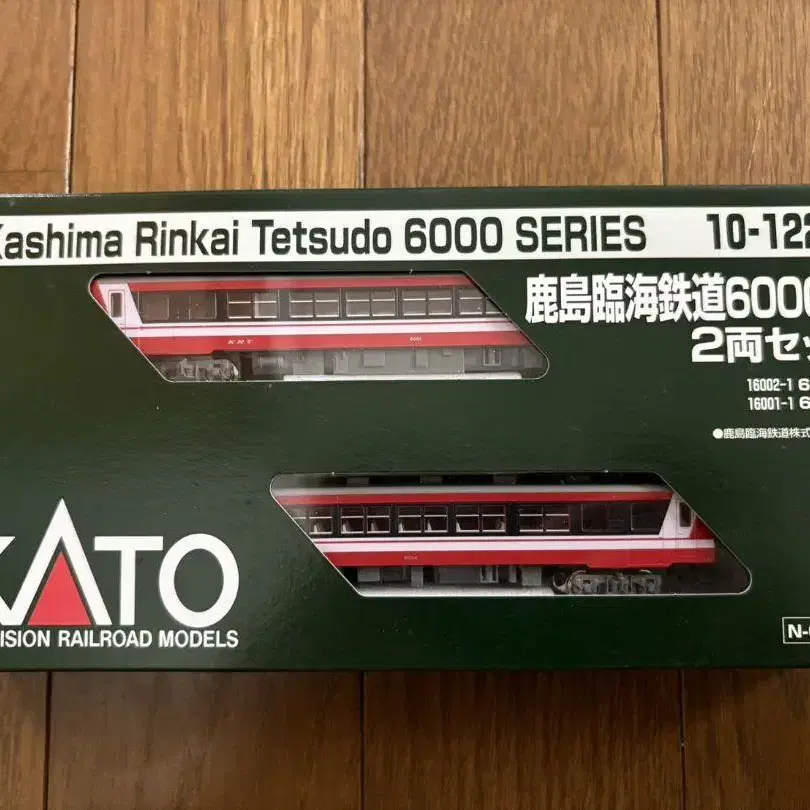 Kashima Rinkai Tetsudo 6000 SERIES 10-122
鹿島臨海鉄道6000
2両セッ
16002-1 6
16001-1 6
●鹿島臨海鉄道株式
KRT 6001
KATO
ISION RAILROAD MODELS
N-